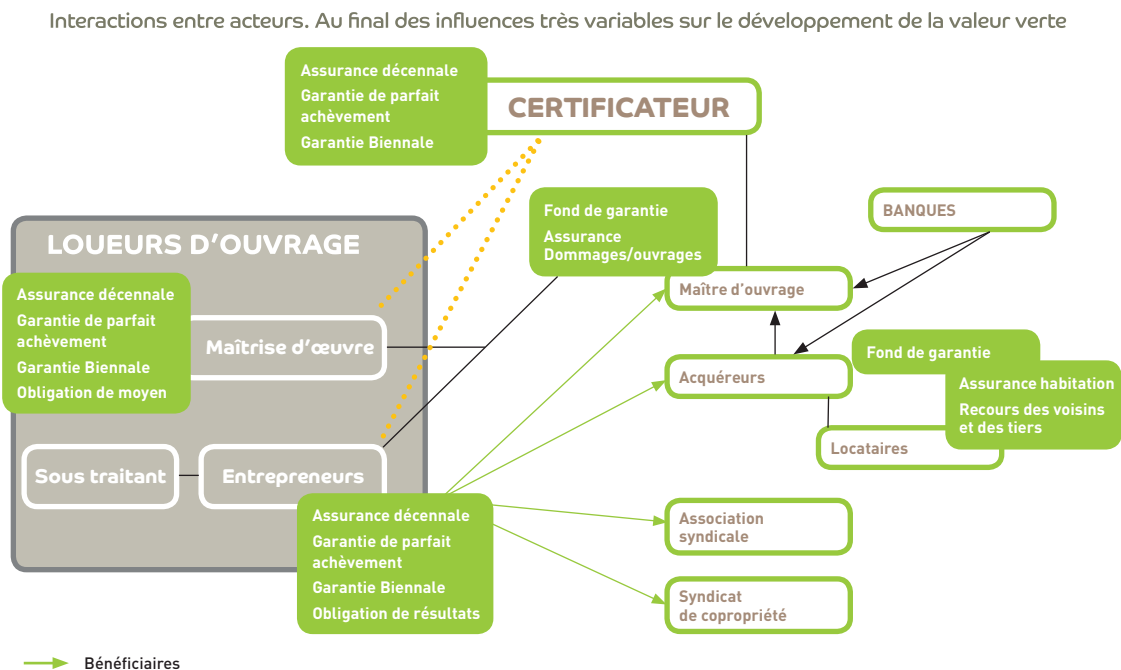 Interactions entre acteurs. Au final des influences très variables sur le développement de la valeur verte
Assurance décennale
Garantie de parfait
achèvement
Garantie Biennale
CERTIFICATEUR
Fond de garantie
Assurance
Dommages/ouvrages
BANQUES
LOUEURS D'OUVRAGE
Assurance décennale
Garantie de parfait
achèvement
Garantie Biennale
Obligation de moyen
Maîtrise d'œuvre
Maître d'ouvrage
Acquéreurs
Fond de garantie
Assurance habitation
Recours des voisins
et des tiers
Locataires
Sous traitant
Entrepreneurs
Assurance décennale
Garantie de parfait
achèvement
Garantie Biennale
Obligation de résultats
Association
syndicale
Syndicat
de copropriété
Bénéficiaires